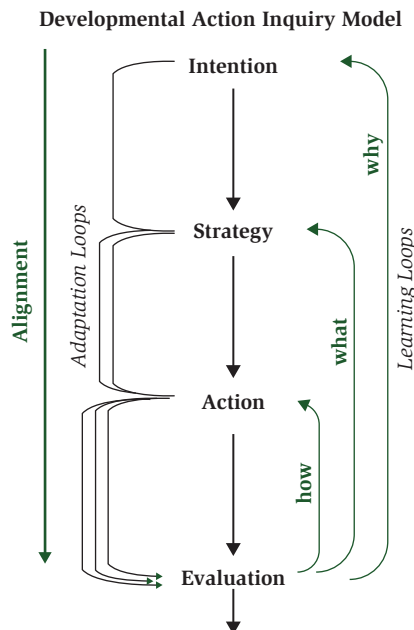 Developmental Action Inquiry Model
Intention
why
Strategy
Adaptation Loops
Learning Loops
Alignment
what
Action
how
Evaluation